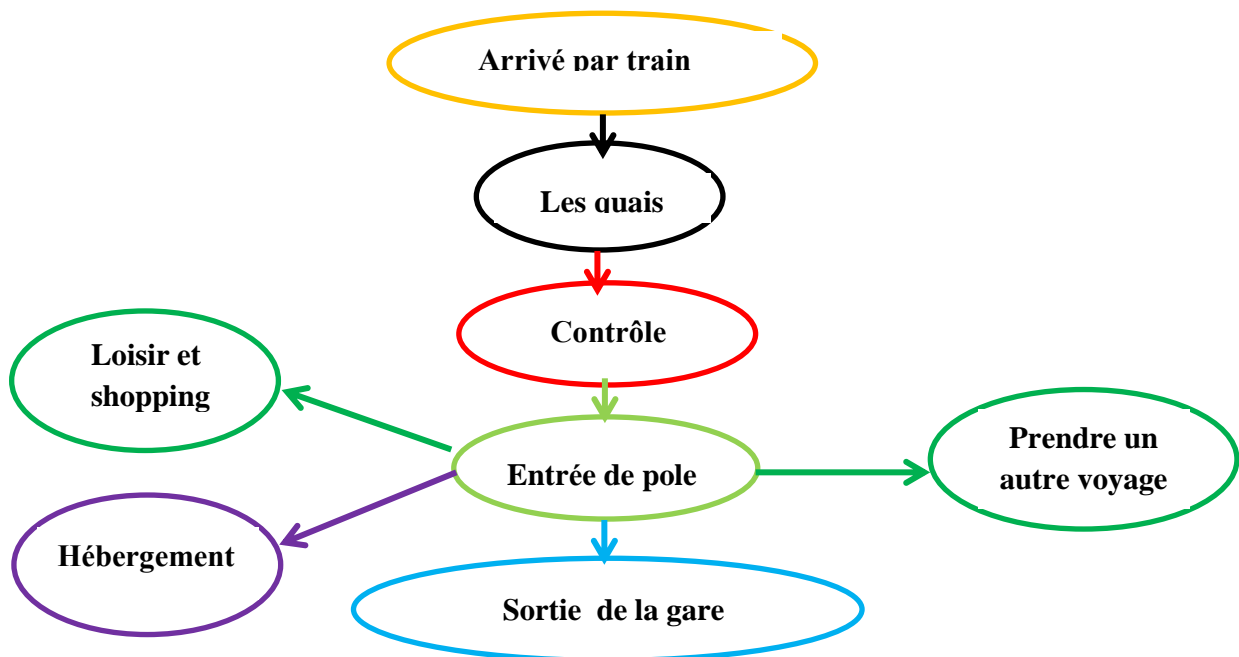 Arrivé par train
Les quais
Contrôle
Loisir et
shopping
Entrée de pole
Prendre un
autre voyage
Hébergement
Sortie de la gare